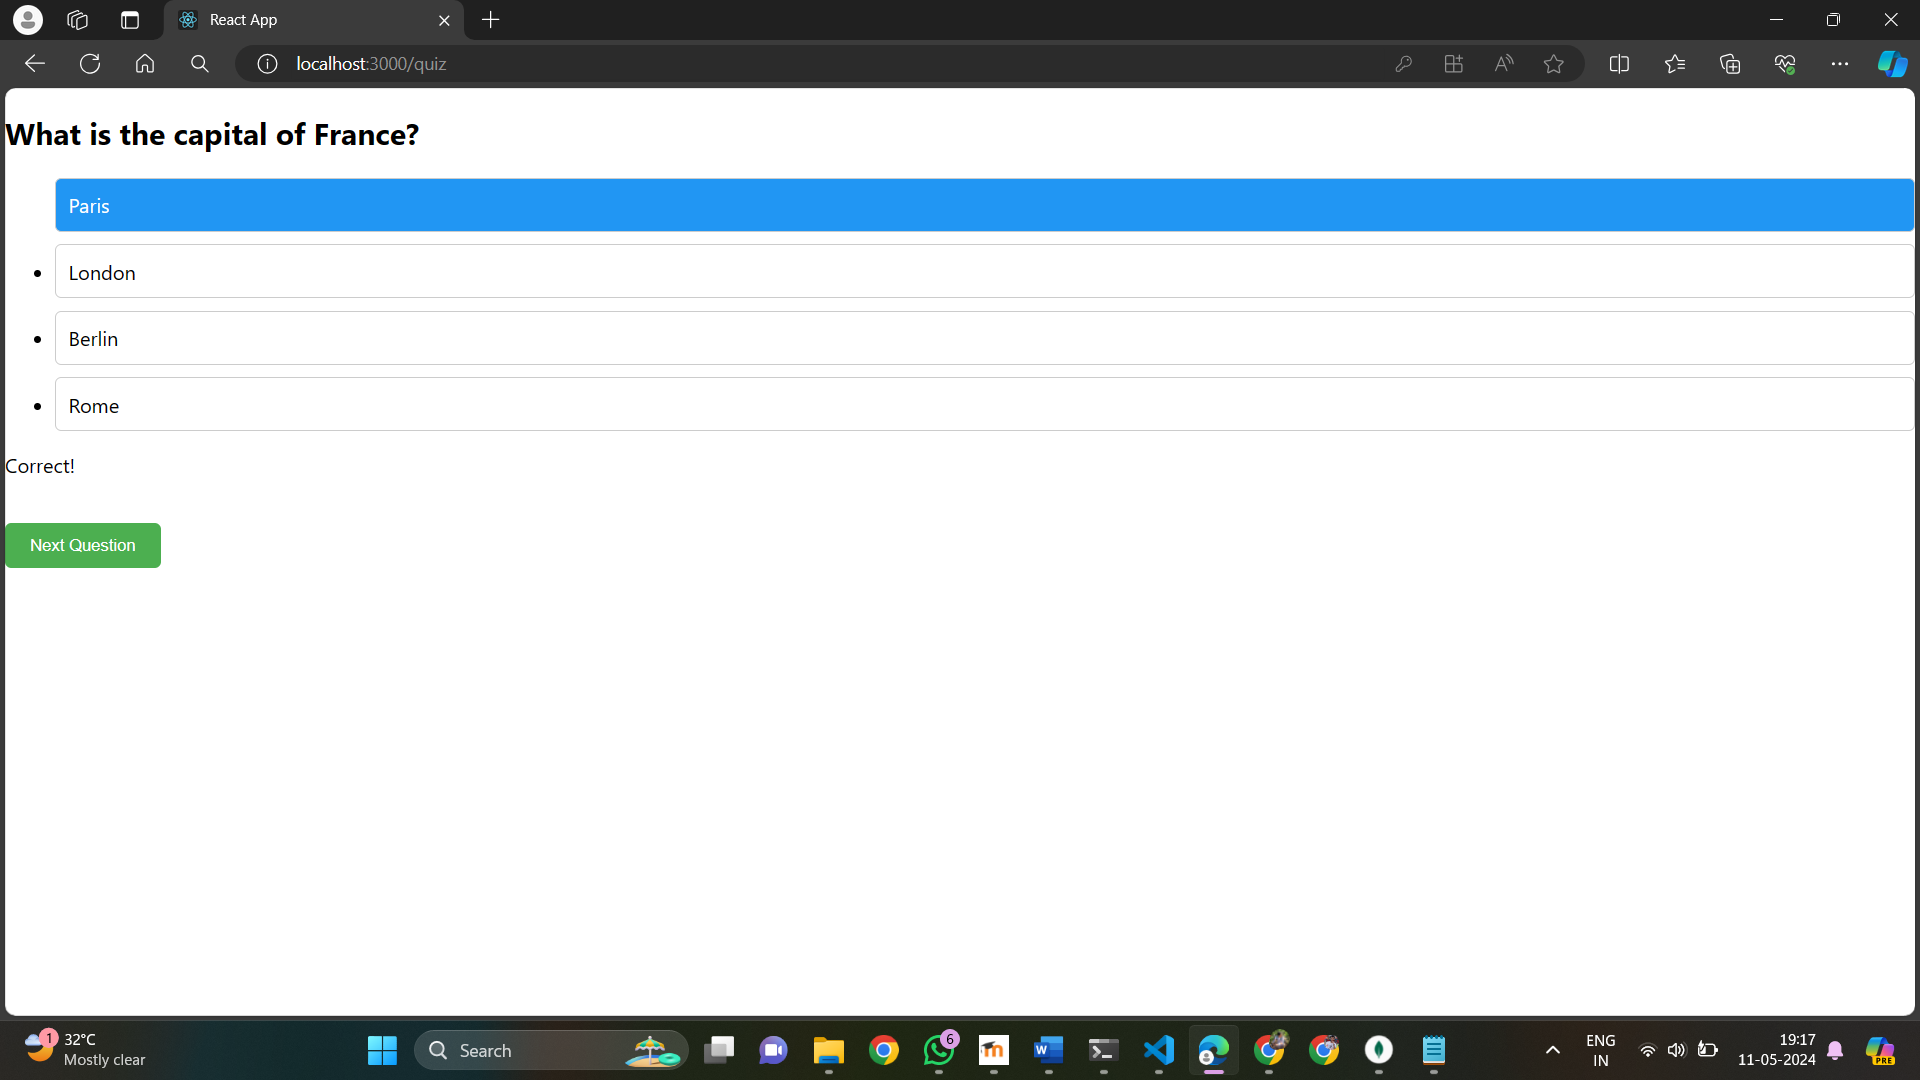 React App
localhost:3000/quiz
What is the capital of France?
Paris
London
Berlin
Rome
Correct!
Next Question
1
32°C
Mostly clear
Search
6
ENG
IN
19:17
11-05-2024
PRE